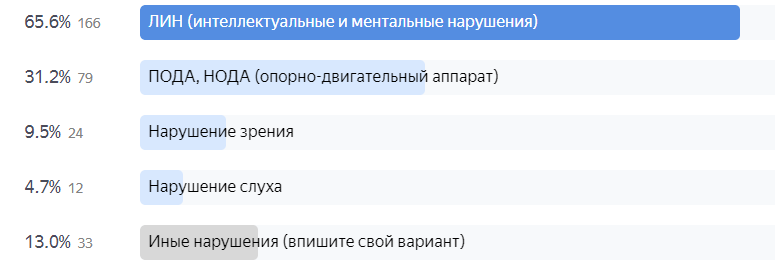 65.6% 166 ЛИН (интеллектуальные и ментальные нарушения)
31.2% 79 ПОДА, НОДА (опорно-двигательный аппарат)
9.5% 24 Нарушение зрения
4.7% 12 Нарушение слуха
13.0% 33 Иные нарушения (впишите свой вариант)